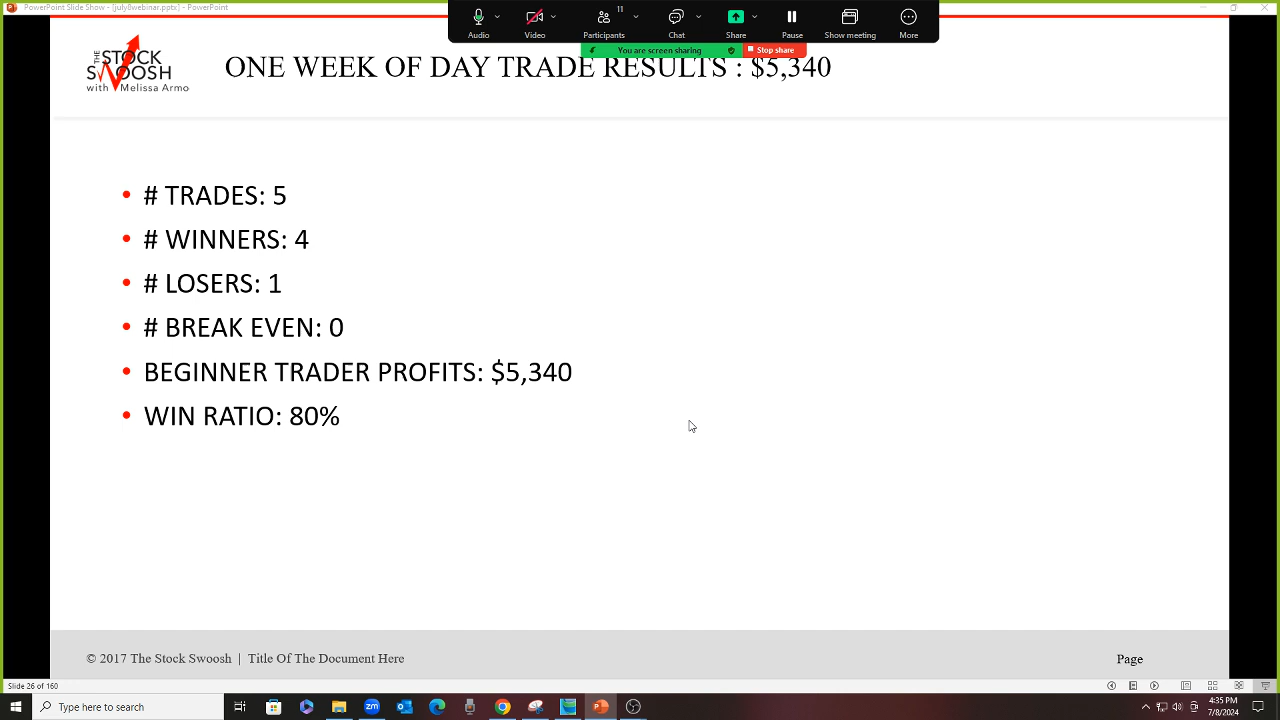 PowerPoint Slide Show - [july8webinar.pptx] - PowerPoint
11
Audio Video Participants Chat Share Pause Show meeting More
You are screen sharing Stop share
THE STOCK SWOOSH
with Melissa Armo
ONE WEEK OF DAY TRADE RESULTS : $5,340
• # TRADES: 5
• # WINNERS: 4
• # LOSERS: 1
• # BREAK EVEN: 0
• BEGINNER TRADER PROFITS: $5,340
• WIN RATIO: 80%
© 2017 The Stock Swoosh | Title Of The Document Here
Page
Slide 26 of 160
Type here to search
zm
4:35 PM
7/8/2024